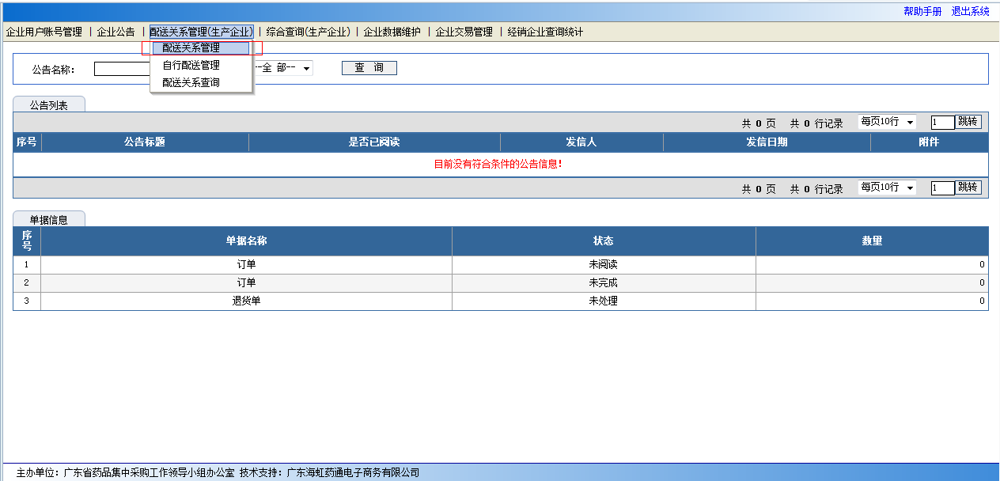 帮助手册 退出系统
企业用户账号管理 | 企业公告 | 配送关系管理(生产企业) | 综合查询(生产企业) | 企业数据维护 | 企业交易管理 | 经销企业查询统计
配送关系管理
自行配送管理
配送关系查询
公告名称： --全 部-- 查 询
公告列表
共 0 页 共 0 行记录 每页10行 1 跳转
序号 公告标题 是否已阅读 发信人 发信日期 附件
目前没有符合条件的公告信息！
共 0 页 共 0 行记录 每页10行 1 跳转
单据信息
序号 单据名称 状态 数量
1 订单 未阅读 0
2 订单 未完成 0
3 退货单 未处理 0
主办单位：广东省药品集中采购工作领导小组办公室 技术支持：广东海虹药通电子商务有限公司